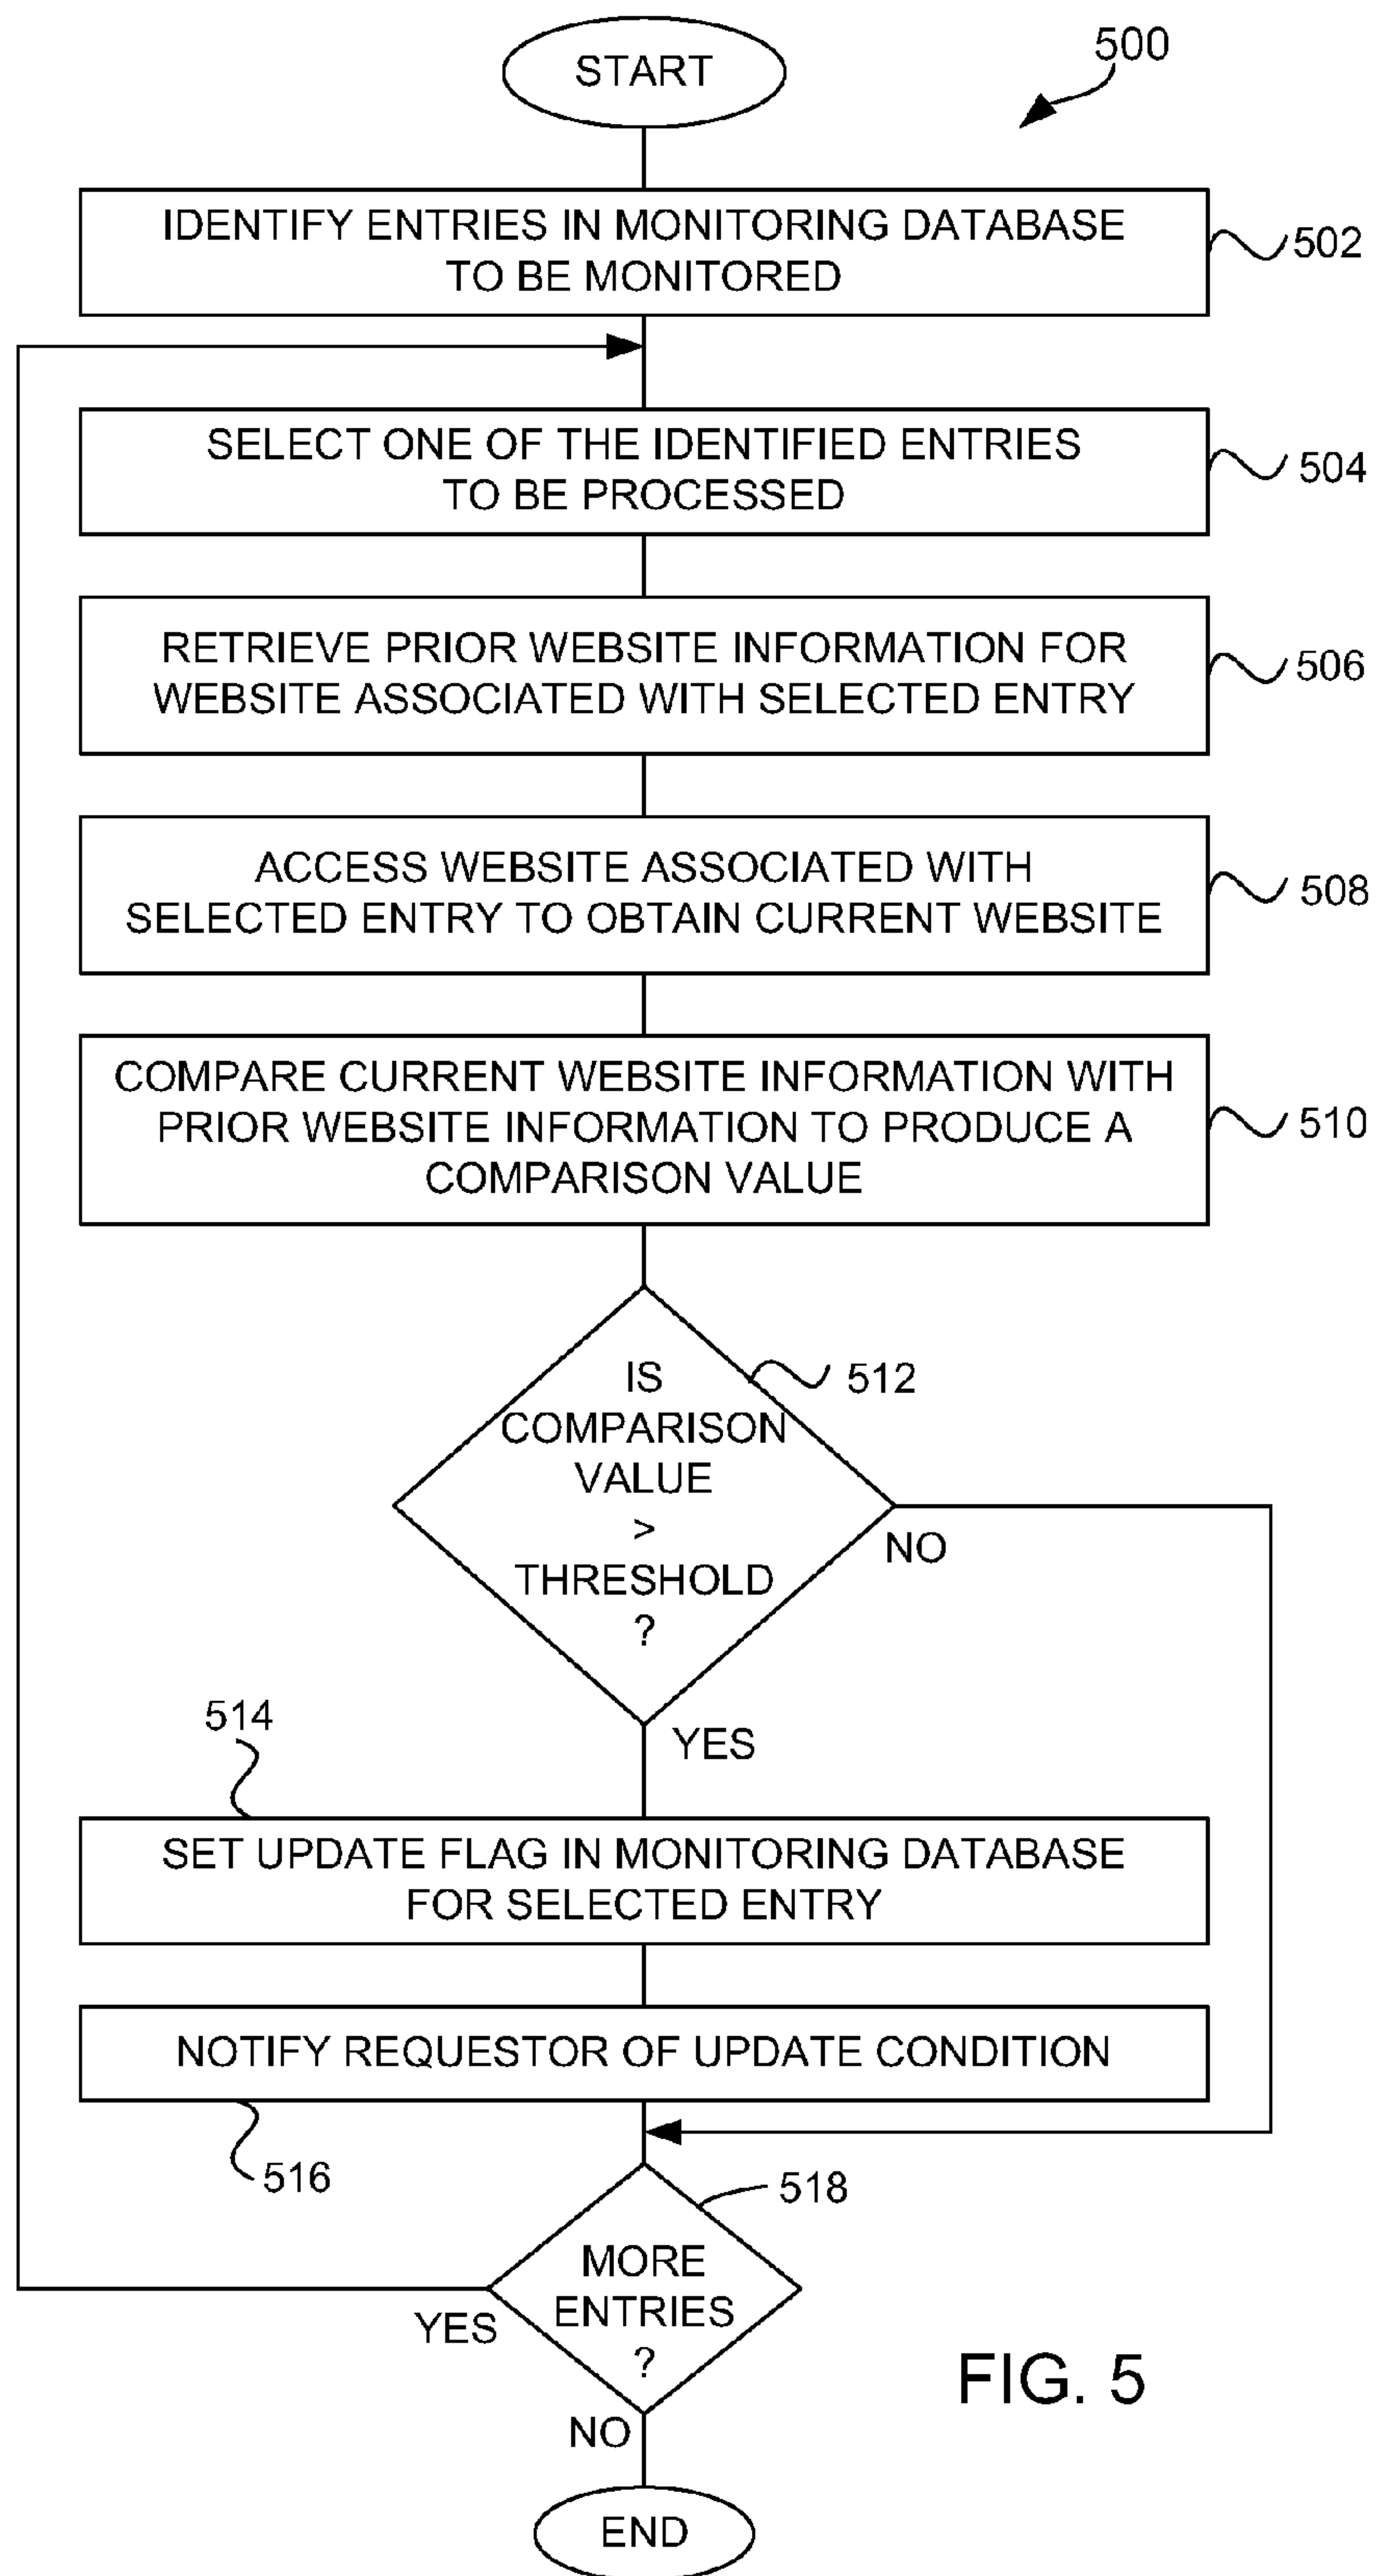 START
500
IDENTIFY ENTRIES IN MONITORING DATABASE
TO BE MONITORED
502
SELECT ONE OF THE IDENTIFIED ENTRIES
TO BE PROCESSED
504
RETRIEVE PRIOR WEBSITE INFORMATION FOR
WEBSITE ASSOCIATED WITH SELECTED ENTRY
506
ACCESS WEBSITE ASSOCIATED WITH
SELECTED ENTRY TO OBTAIN CURRENT WEBSITE
508
COMPARE CURRENT WEBSITE INFORMATION WITH
PRIOR WEBSITE INFORMATION TO PRODUCE A
COMPARISON VALUE
510
IS
COMPARISON
VALUE
>
THRESHOLD
?
512
NO
YES
514
SET UPDATE FLAG IN MONITORING DATABASE
FOR SELECTED ENTRY
NOTIFY REQUESTOR OF UPDATE CONDITION
516
518
MORE
ENTRIES
?
YES
NO
FIG. 5
END